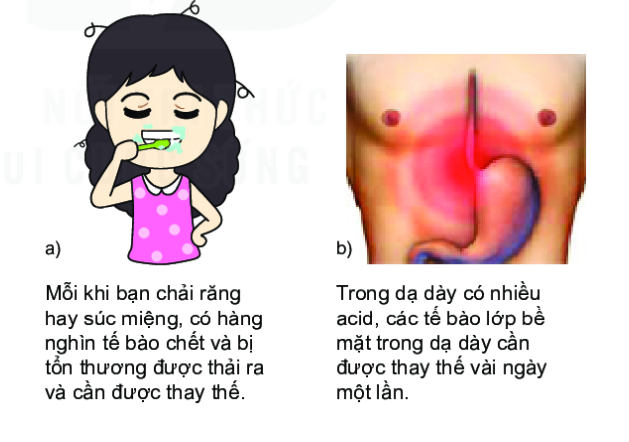 a)
Mỗi khi bạn chải răng
hay súc miệng, có hàng
nghìn tế bào chết và bị
tổn thương được thải ra
và cần được thay thế.
b)
Trong dạ dày có nhiều
acid, các tế bào lớp bề
mặt trong dạ dày cần
được thay thế vài ngày
một lần.